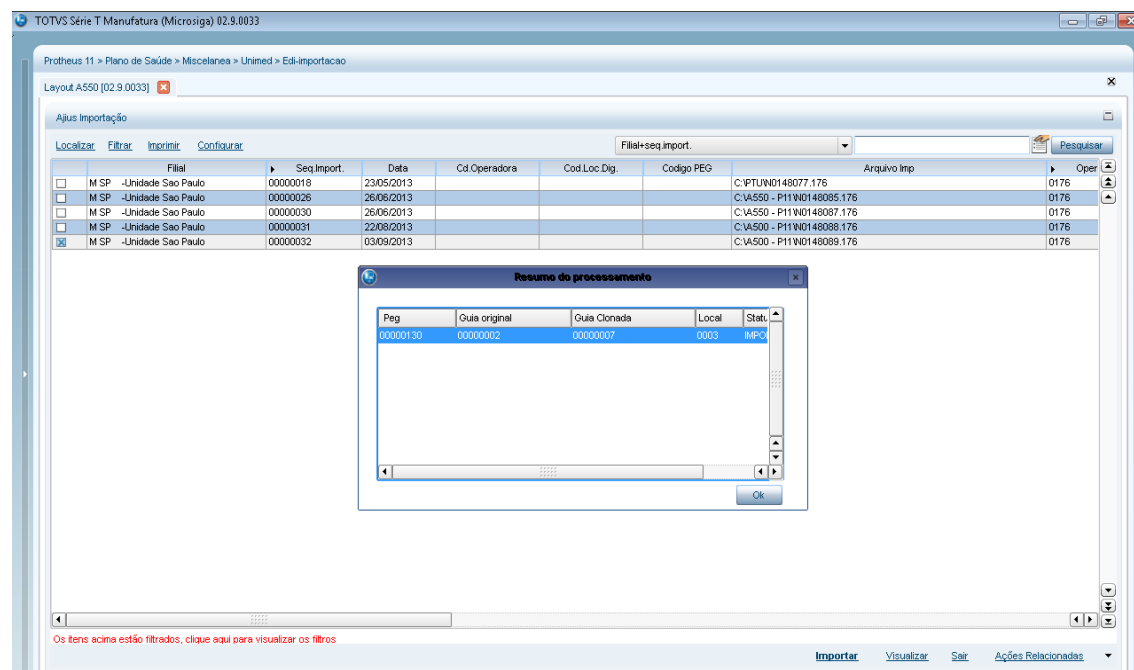 TOTVS Série T Manufatura (Microsiga) 02.9.0033
Protheus 11 > Plano de Saúde > Miscelanea > Unimed > Edi-importacao
Layout A550 [02.9.0033]
Ajius Importação
Localizar Filtrar Imprimir Configurar Filial+seq.import. Pesquisar
Filial Seq.Import. Data Cd.Operadora Cod.Loc.Dig. Codigo PEG Arquivo Imp Oper
M SP -Unidade Sao Paulo 00000018 23/05/2013 C:\PTU\N0148077.176 0176
M SP -Unidade Sao Paulo 00000026 26/06/2013 C:\A550 - P11\N0148085.176 0176
M SP -Unidade Sao Paulo 00000030 26/06/2013 C:\A550 - P11\N0148087.176 0176
M SP -Unidade Sao Paulo 00000031 22/08/2013 C:\A500 - P11\N0148088.176 0176
M SP -Unidade Sao Paulo 00000032 03/09/2013 C:\A500 - P11\N0148089.176 0176
Resumo do processamento
Peg Guia original Guia Clonada Local Statu
00000130 00000002 00000007 0003 IMPO
Ok
Os itens acima estão filtrados, clique aqui para visualizar os filtros
Importar Visualizar Sair Ações Relacionadas